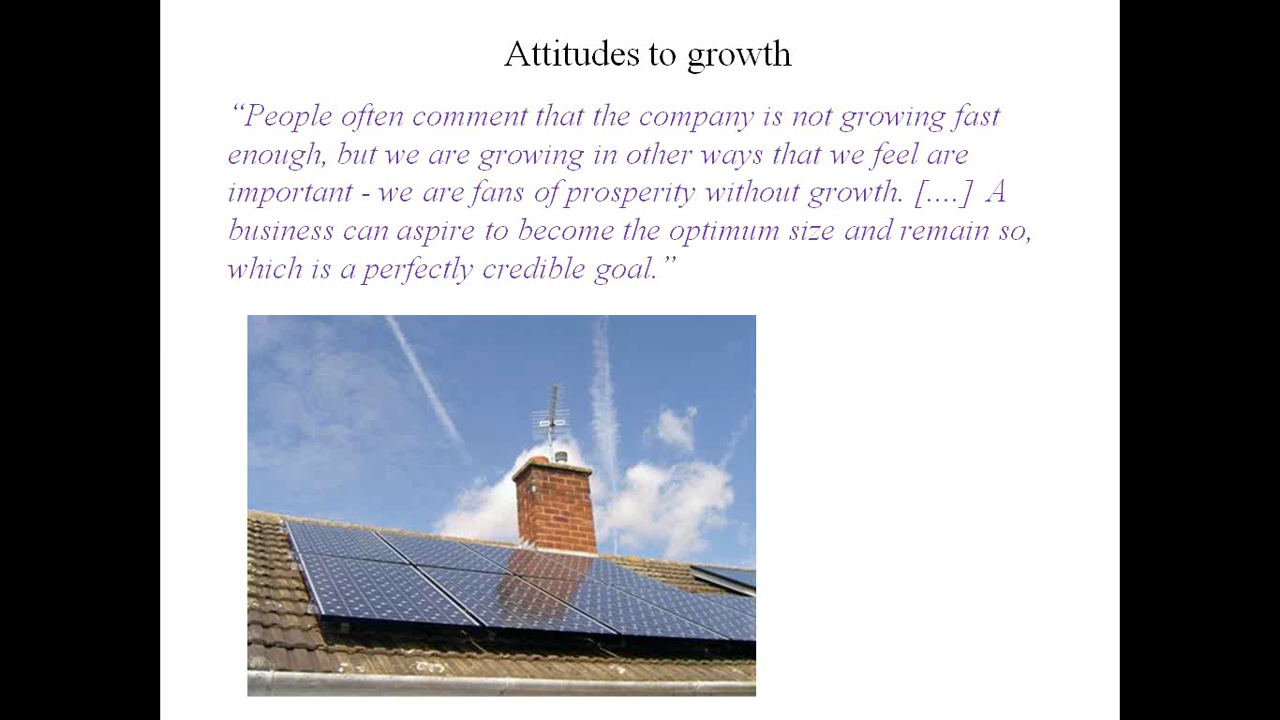 Attitudes to growth
“People often comment that the company is not growing fast
enough, but we are growing in other ways that we feel are
important - we are fans of prosperity without growth. [....]  A
business can aspire to become the optimum size and remain so,
which is a perfectly credible goal.”